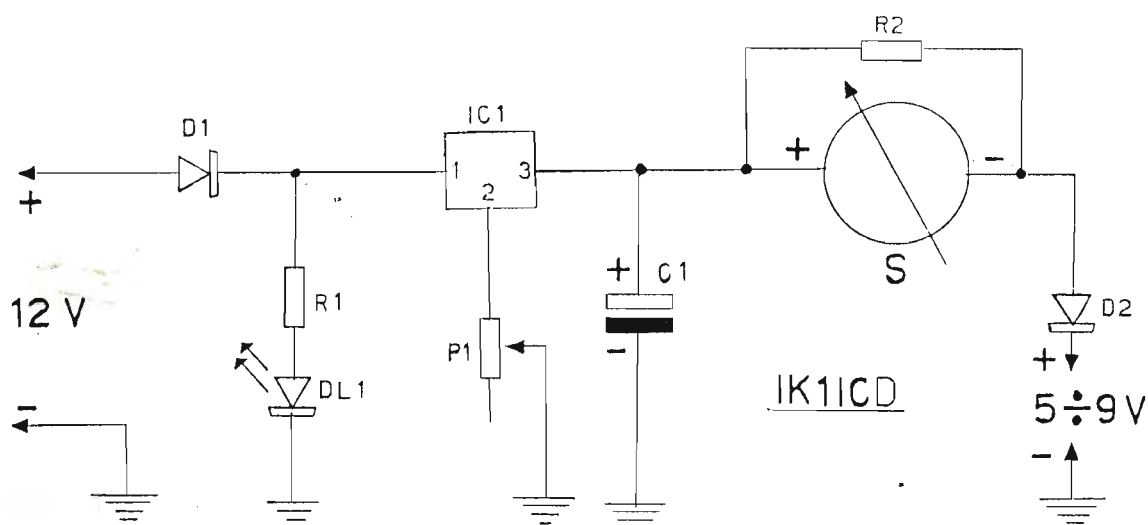 R2
D1
IC1
1
3
2
+
-
+
12 V
-
R1
DL1
P1
+
C1
-
S
D2
+
5÷9 V
-
IK1ICD